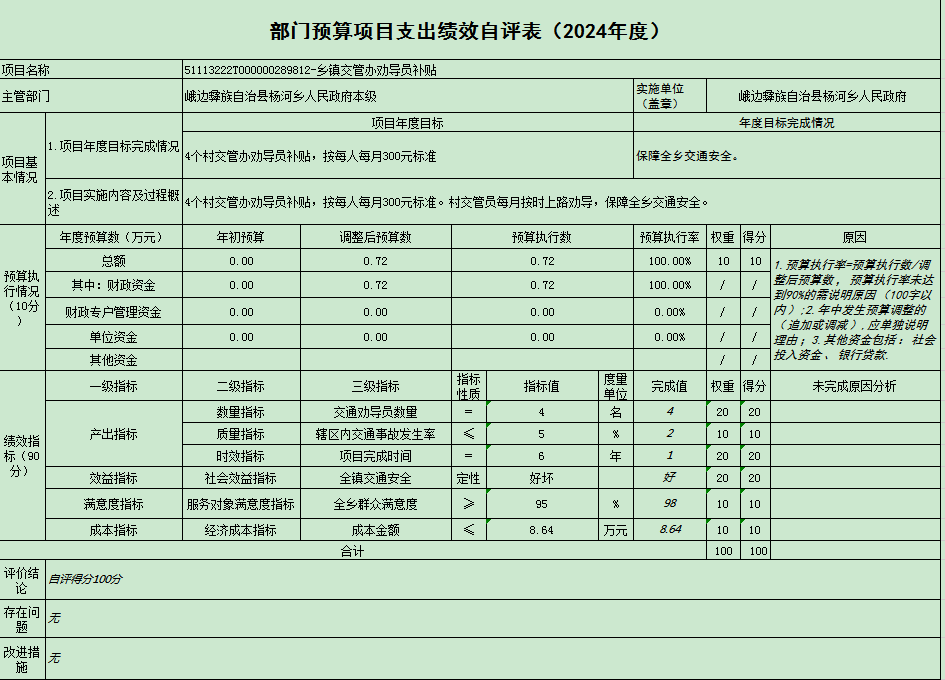 部门预算项目支出绩效自评表（2024年度）
项目名称 51113222T000000289812-乡镇交管办劝导员补贴
主管部门 峨边彝族自治县杨河乡人民政府本级 实施单位（盖章） 峨边彝族自治县杨河乡人民政府
项目基本情况
1.项目年度目标完成情况 项目年度目标 年度目标完成情况
4个村交管办劝导员补贴，按每人每月300元标准 保障全乡交通安全。
2.项目实施内容及过程概述 4个村交管办劝导员补贴，按每人每月300元标准。村交管员每月按时上路劝导，保障全乡交通安全。
预算执行情况（10分）
年度预算数（万元） 年初预算 调整后预算数 预算执行数 预算执行率 权重 得分 原因
总额 0.00 0.72 0.72 100.00% 10 10
其中：财政资金 0.00 0.72 0.72 100.00% / /
财政专户管理资金 0.00 0.00 0.00 0.00% / /
单位资金 0.00 0.00 0.00 0.00% / /
其他资金 / /
1.预算执行率=预算执行数/调
整后预算数，预算执行率未达
到90%的需说明原因（100字以
内）;2.年中发生预算调整的
（追加或调减）,应单独说明
理由；3.其他资金包括：社会
投入资金、银行贷款.
绩效指标（90分）
一级指标 二级指标 三级指标 指标性质 指标值 度量单位 完成值 权重 得分 未完成原因分析
产出指标 数量指标 交通劝导员数量 = 4 名 4 20 20
质量指标 辖区内交通事故发生率 ≤ 5 % 2 10 10
时效指标 项目完成时间 = 6 年 1 20 20
效益指标 社会效益指标 全镇交通安全 定性 好坏 好 20 20
满意度指标 服务对象满意度指标 全乡群众满意度 ≥ 95 % 98 10 10
成本指标 经济成本指标 成本金额 ≤ 8.64 万元 8.64 10 10
合计 100 100
评价结论 自评得分100分
存在问题 无
改进措施 无